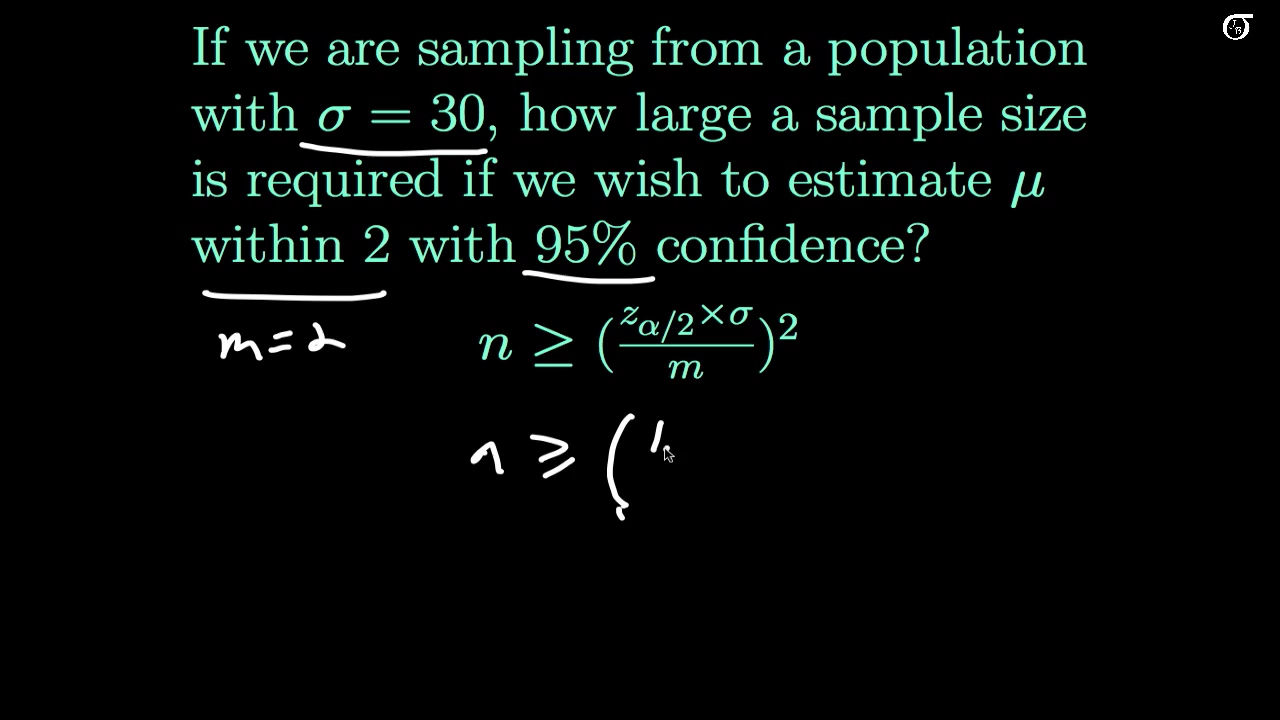 If we are sampling from a population
with σ = 30, how large a sample size
is required if we wish to estimate μ
within 2 with 95% confidence?
m = 2
n ≥ (z_{α/2} × σ / m)^2
n ≥ ( 1.